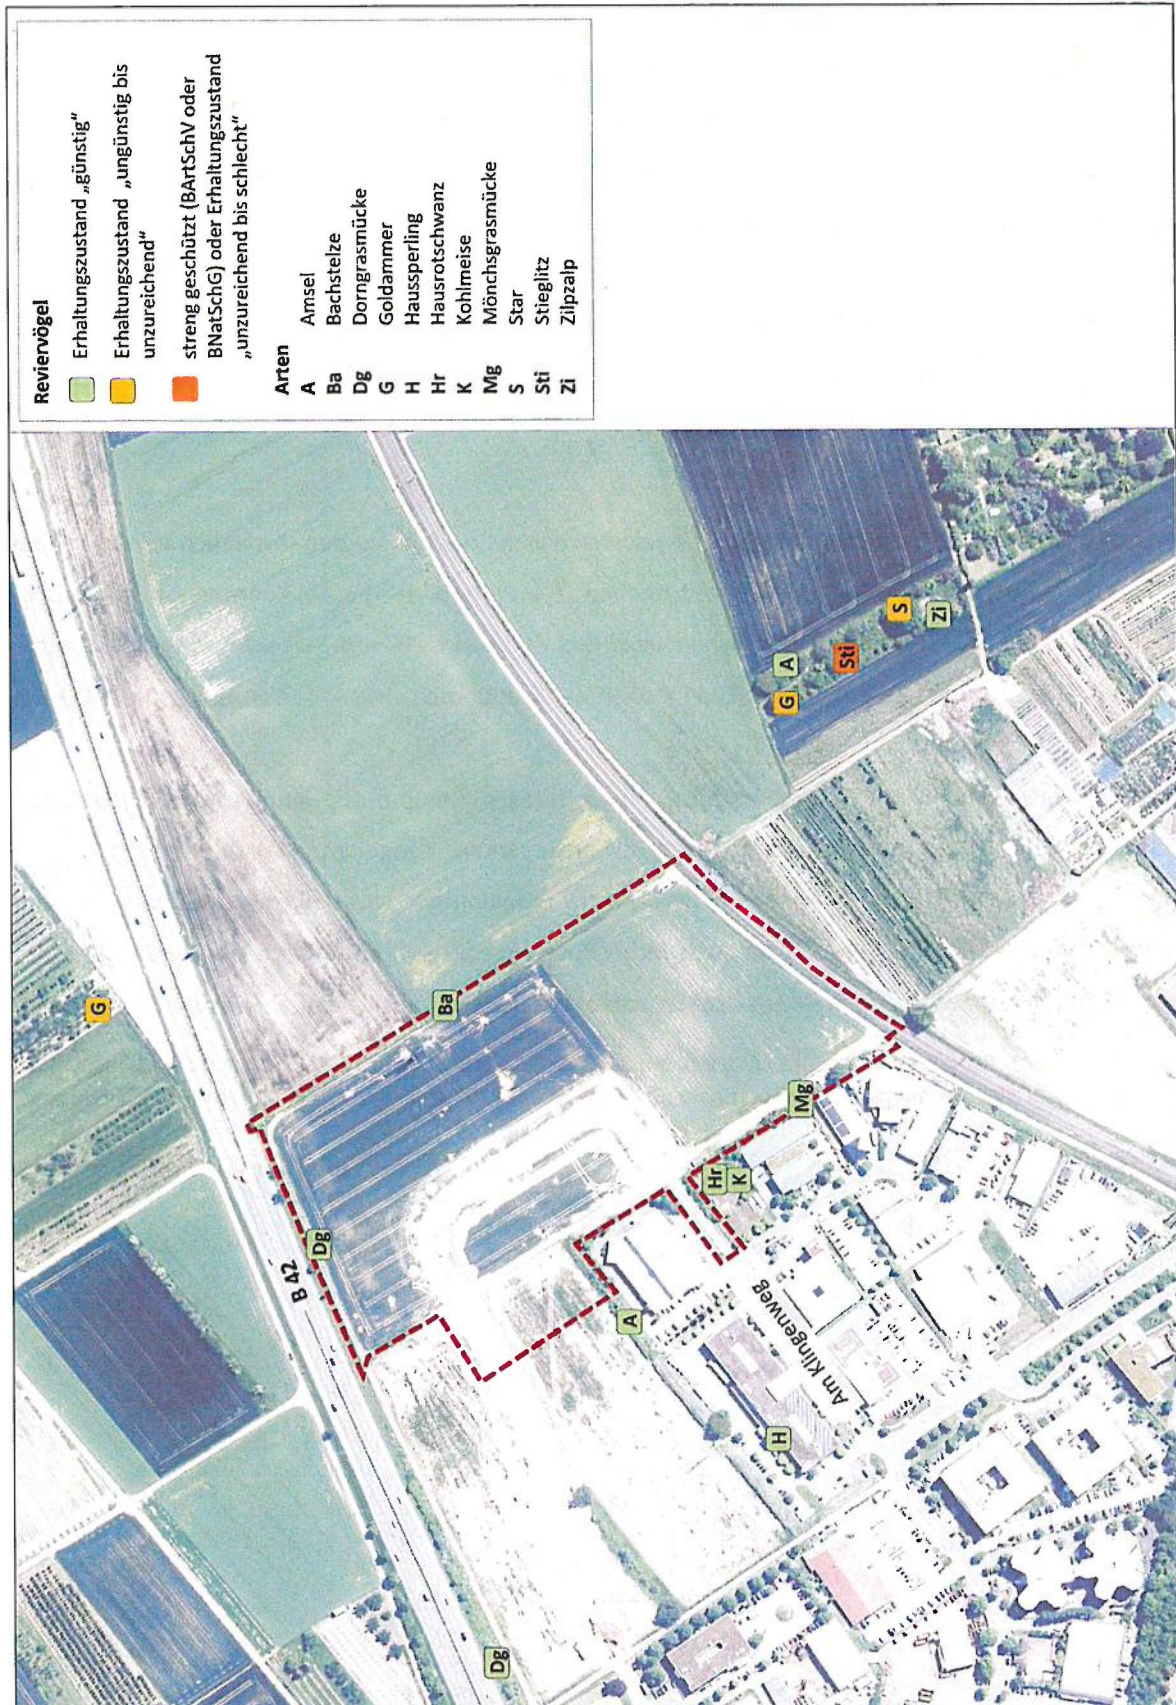 Reviervögel
Erhaltungszustand „günstig“
Erhaltungszustand „ungünstig bis
unzureichend“
streng geschützt (BArtSchV oder
BNatSchG) oder Erhaltungszustand
„unzureichend bis schlecht“
Arten
A Amsel
Ba Bachstelze
Dg Dorngrasmücke
G Goldammer
H Haussperling
Hr Hausrotschwanz
K Kohlmeise
Mg Mönchsgrasmücke
S Star
Sti Stieglitz
Zi Zilpzalp
G
B 42
Dg
Ba
Dg
A
H
Hr
K
Mg
Am Klingenweg
G
A
Sti
S
Zi